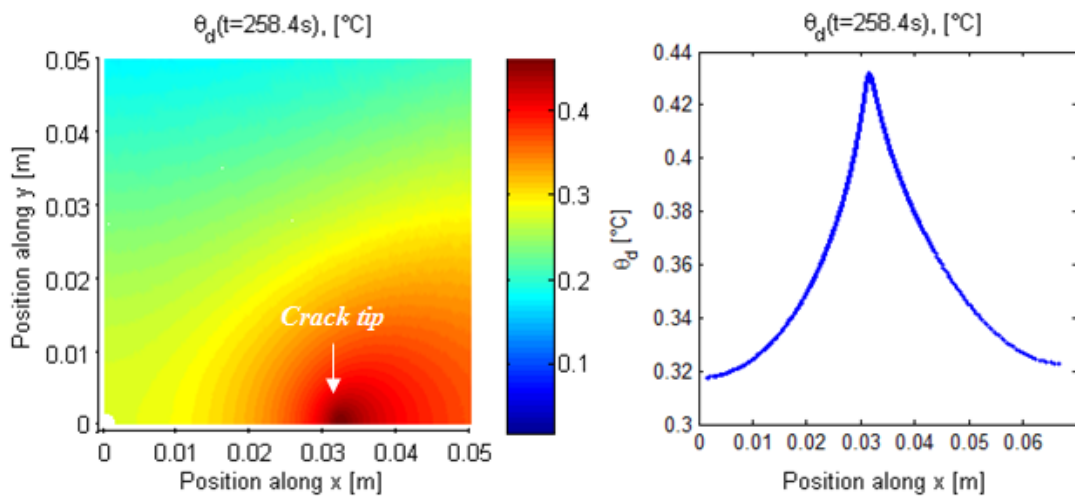 θd(t=258.4s), [°C]
0.05
0.04
0.03
0.02
0.01
0
Position along y [m]
Crack tip
0 0.01 0.02 0.03 0.04 0.05
Position along x [m]
0.4
0.3
0.2
0.1
θd(t=258.4s), [°C]
0.44
0.42
0.4
0.38
0.36
0.34
0.32
0.3
θd [°C]
0 0.01 0.02 0.03 0.04 0.05 0.06
Position along x [m]